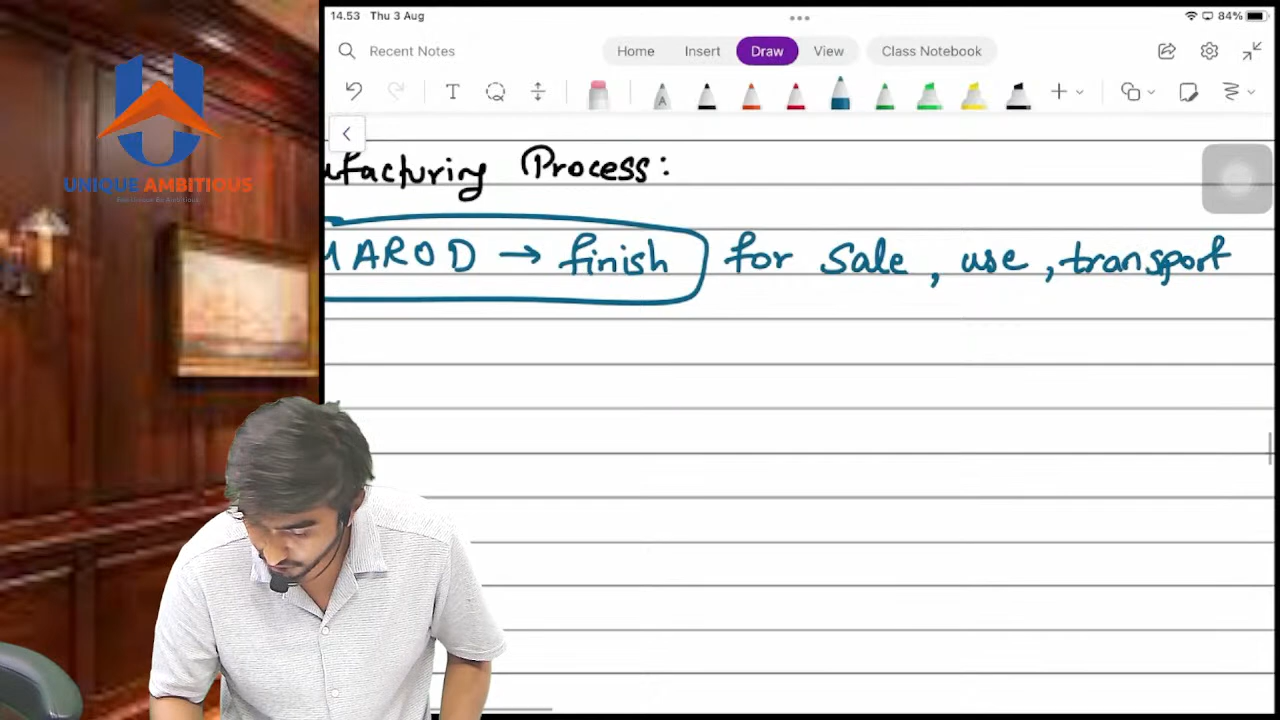 14.53 Thu 3 Aug
84%
Recent Notes
Home Insert Draw View Class Notebook
UNIQUE AMBITIOUS
ufacturing Process:
MAROD → finish for sale, use, transport